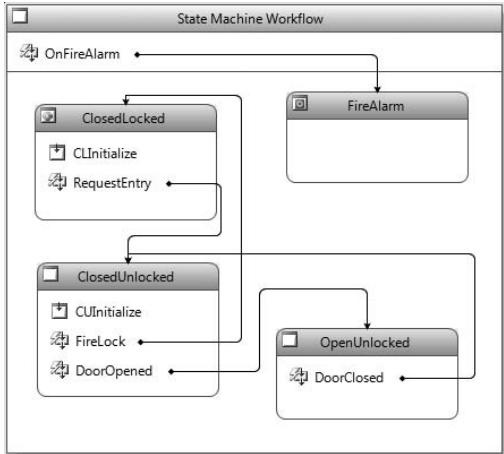 State Machine Workflow
OnFireAlarm
ClosedLocked
CLInitialize
RequestEntry
FireAlarm
ClosedUnlocked
CUInitialize
FireLock
DoorOpened
OpenUnlocked
DoorClosed